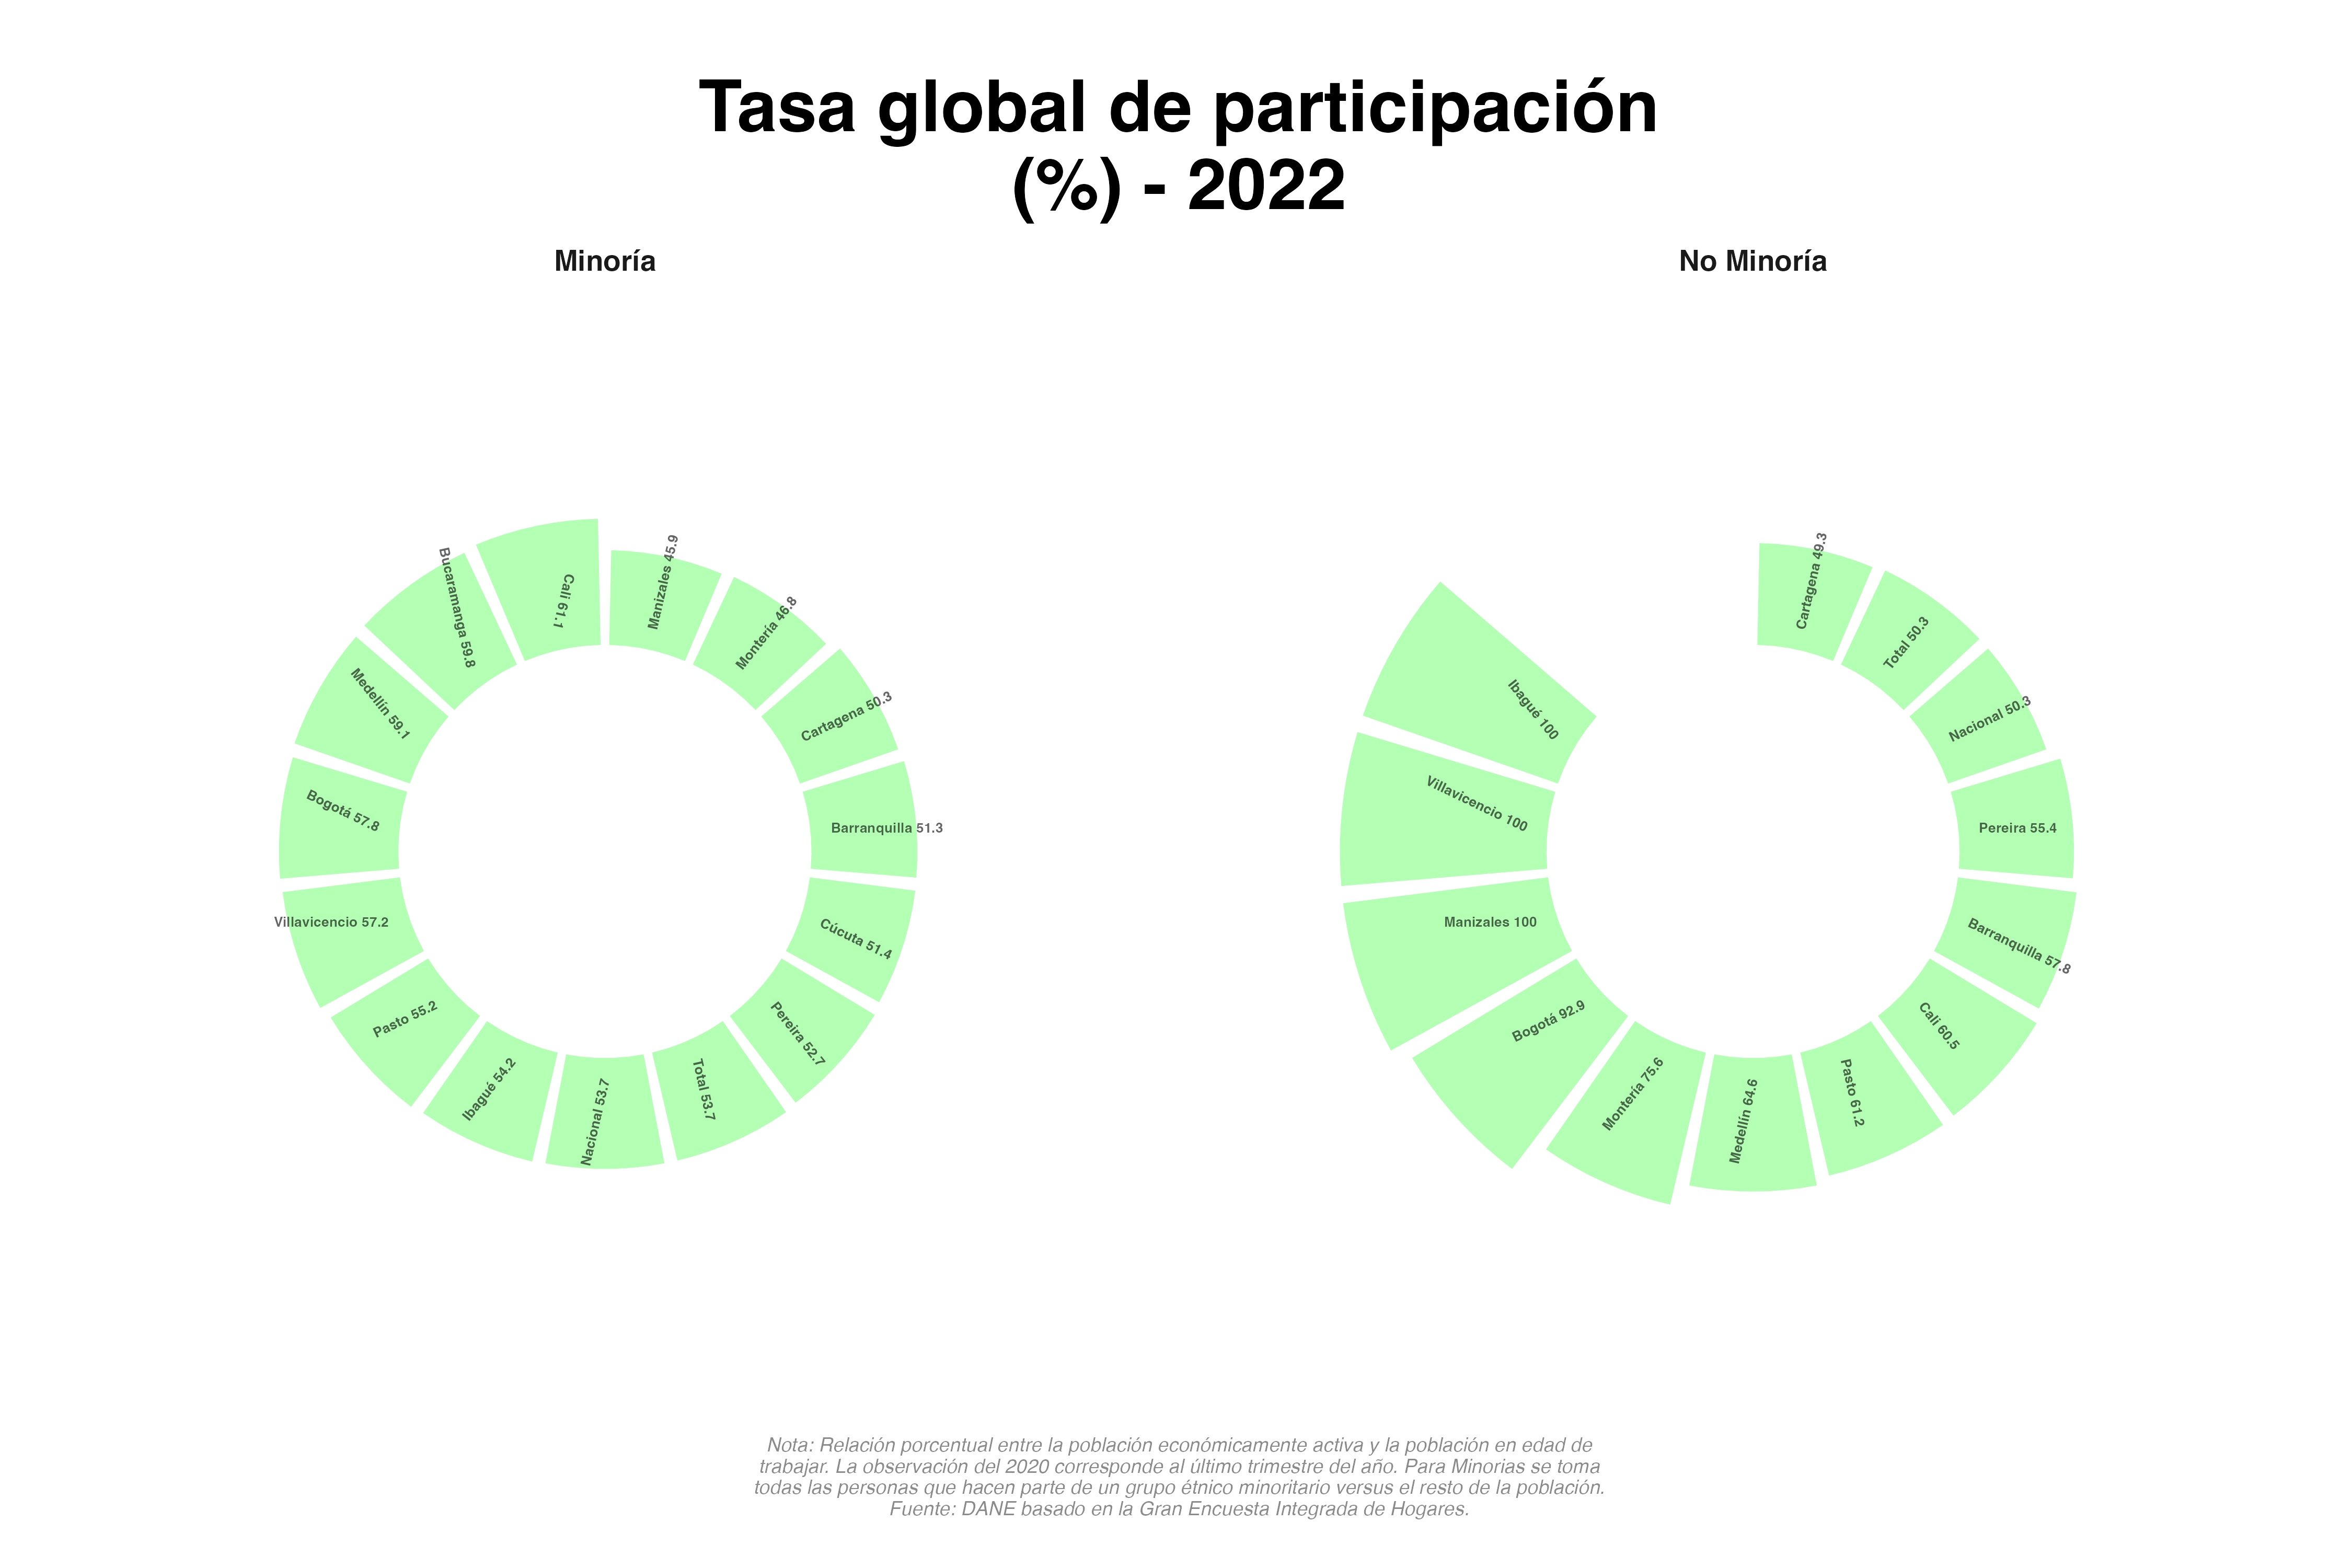 Tasa global de participación
(%) - 2022
Minoría
No Minoría
Manizales 45.9
Montería 46.8
Cartagena 50.3
Barranquilla 51.3
Cúcuta 51.4
Pereira 52.7
Total 53.7
Nacional 53.7
Ibagué 54.2
Pasto 55.2
Villavicencio 57.2
Bogotá 57.8
Medellín 59.1
Bucaramanga 59.8
Cali 61.1
Cartagena 49.3
Total 50.3
Nacional 50.3
Pereira 55.4
Barranquilla 57.8
Cali 60.5
Pasto 61.2
Medellín 64.6
Montería 75.6
Bogotá 92.9
Manizales 100
Villavicencio 100
Ibagué 100
Nota: Relación porcentual entre la población económicamente activa y la población en edad de
trabajar. La observación del 2020 corresponde al último trimestre del año. Para Minorias se toma
todas las personas que hacen parte de un grupo étnico minoritario versus el resto de la población.
Fuente: DANE basado en la Gran Encuesta Integrada de Hogares.